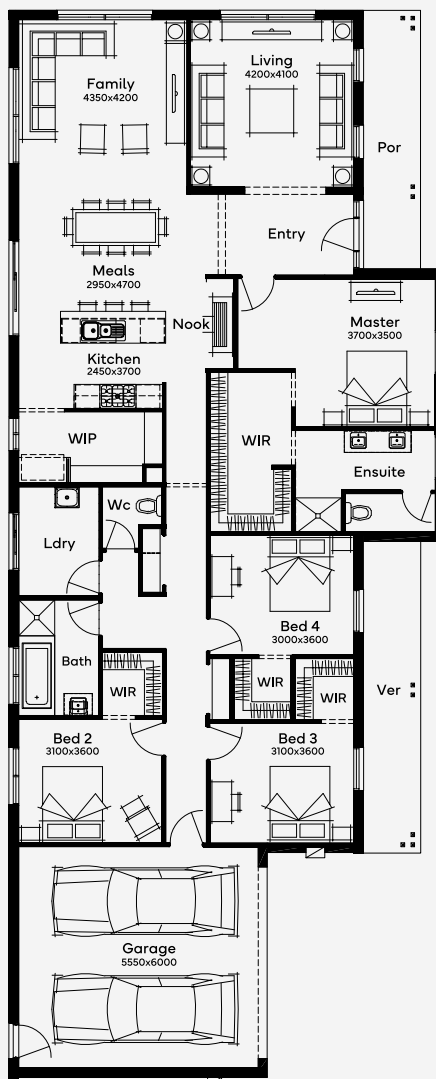 Family
4350x4200
Living
4200x4100
Por
Entry
Meals
2950x4700
Nook
Master
3700x3500
Kitchen
2450x3700
WIP
WIR
Ensuite
Wc
Ldry
Bed 4
3000x3600
Bath
WIR
WIR
WIR
Ver
Bed 2
3100x3600
Bed 3
3100x3600
Garage
5550x6000